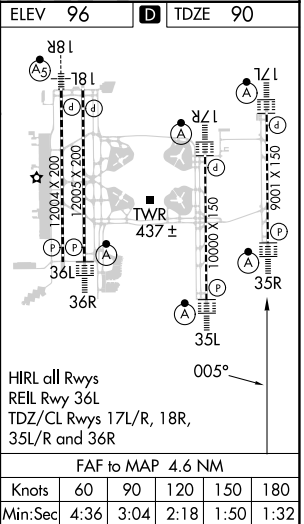 ELEV 96 D TDZE 90
18R
A5
18L
17L
A
17R
A
P
P
P
P
12004 X 200
12005 X 200
10000 X 150
9001 X 150
TWR
437 ±
P
P
A
P
P
36L
36R
A
35R
A
35L
005°
HIRL all Rwys
REIL Rwy 36L
TDZ/CL Rwys 17L/R, 18R,
35L/R and 36R
FAF to MAP 4.6 NM
Knots 60 90 120 150 180
Min:Sec 4:36 3:04 2:18 1:50 1:32